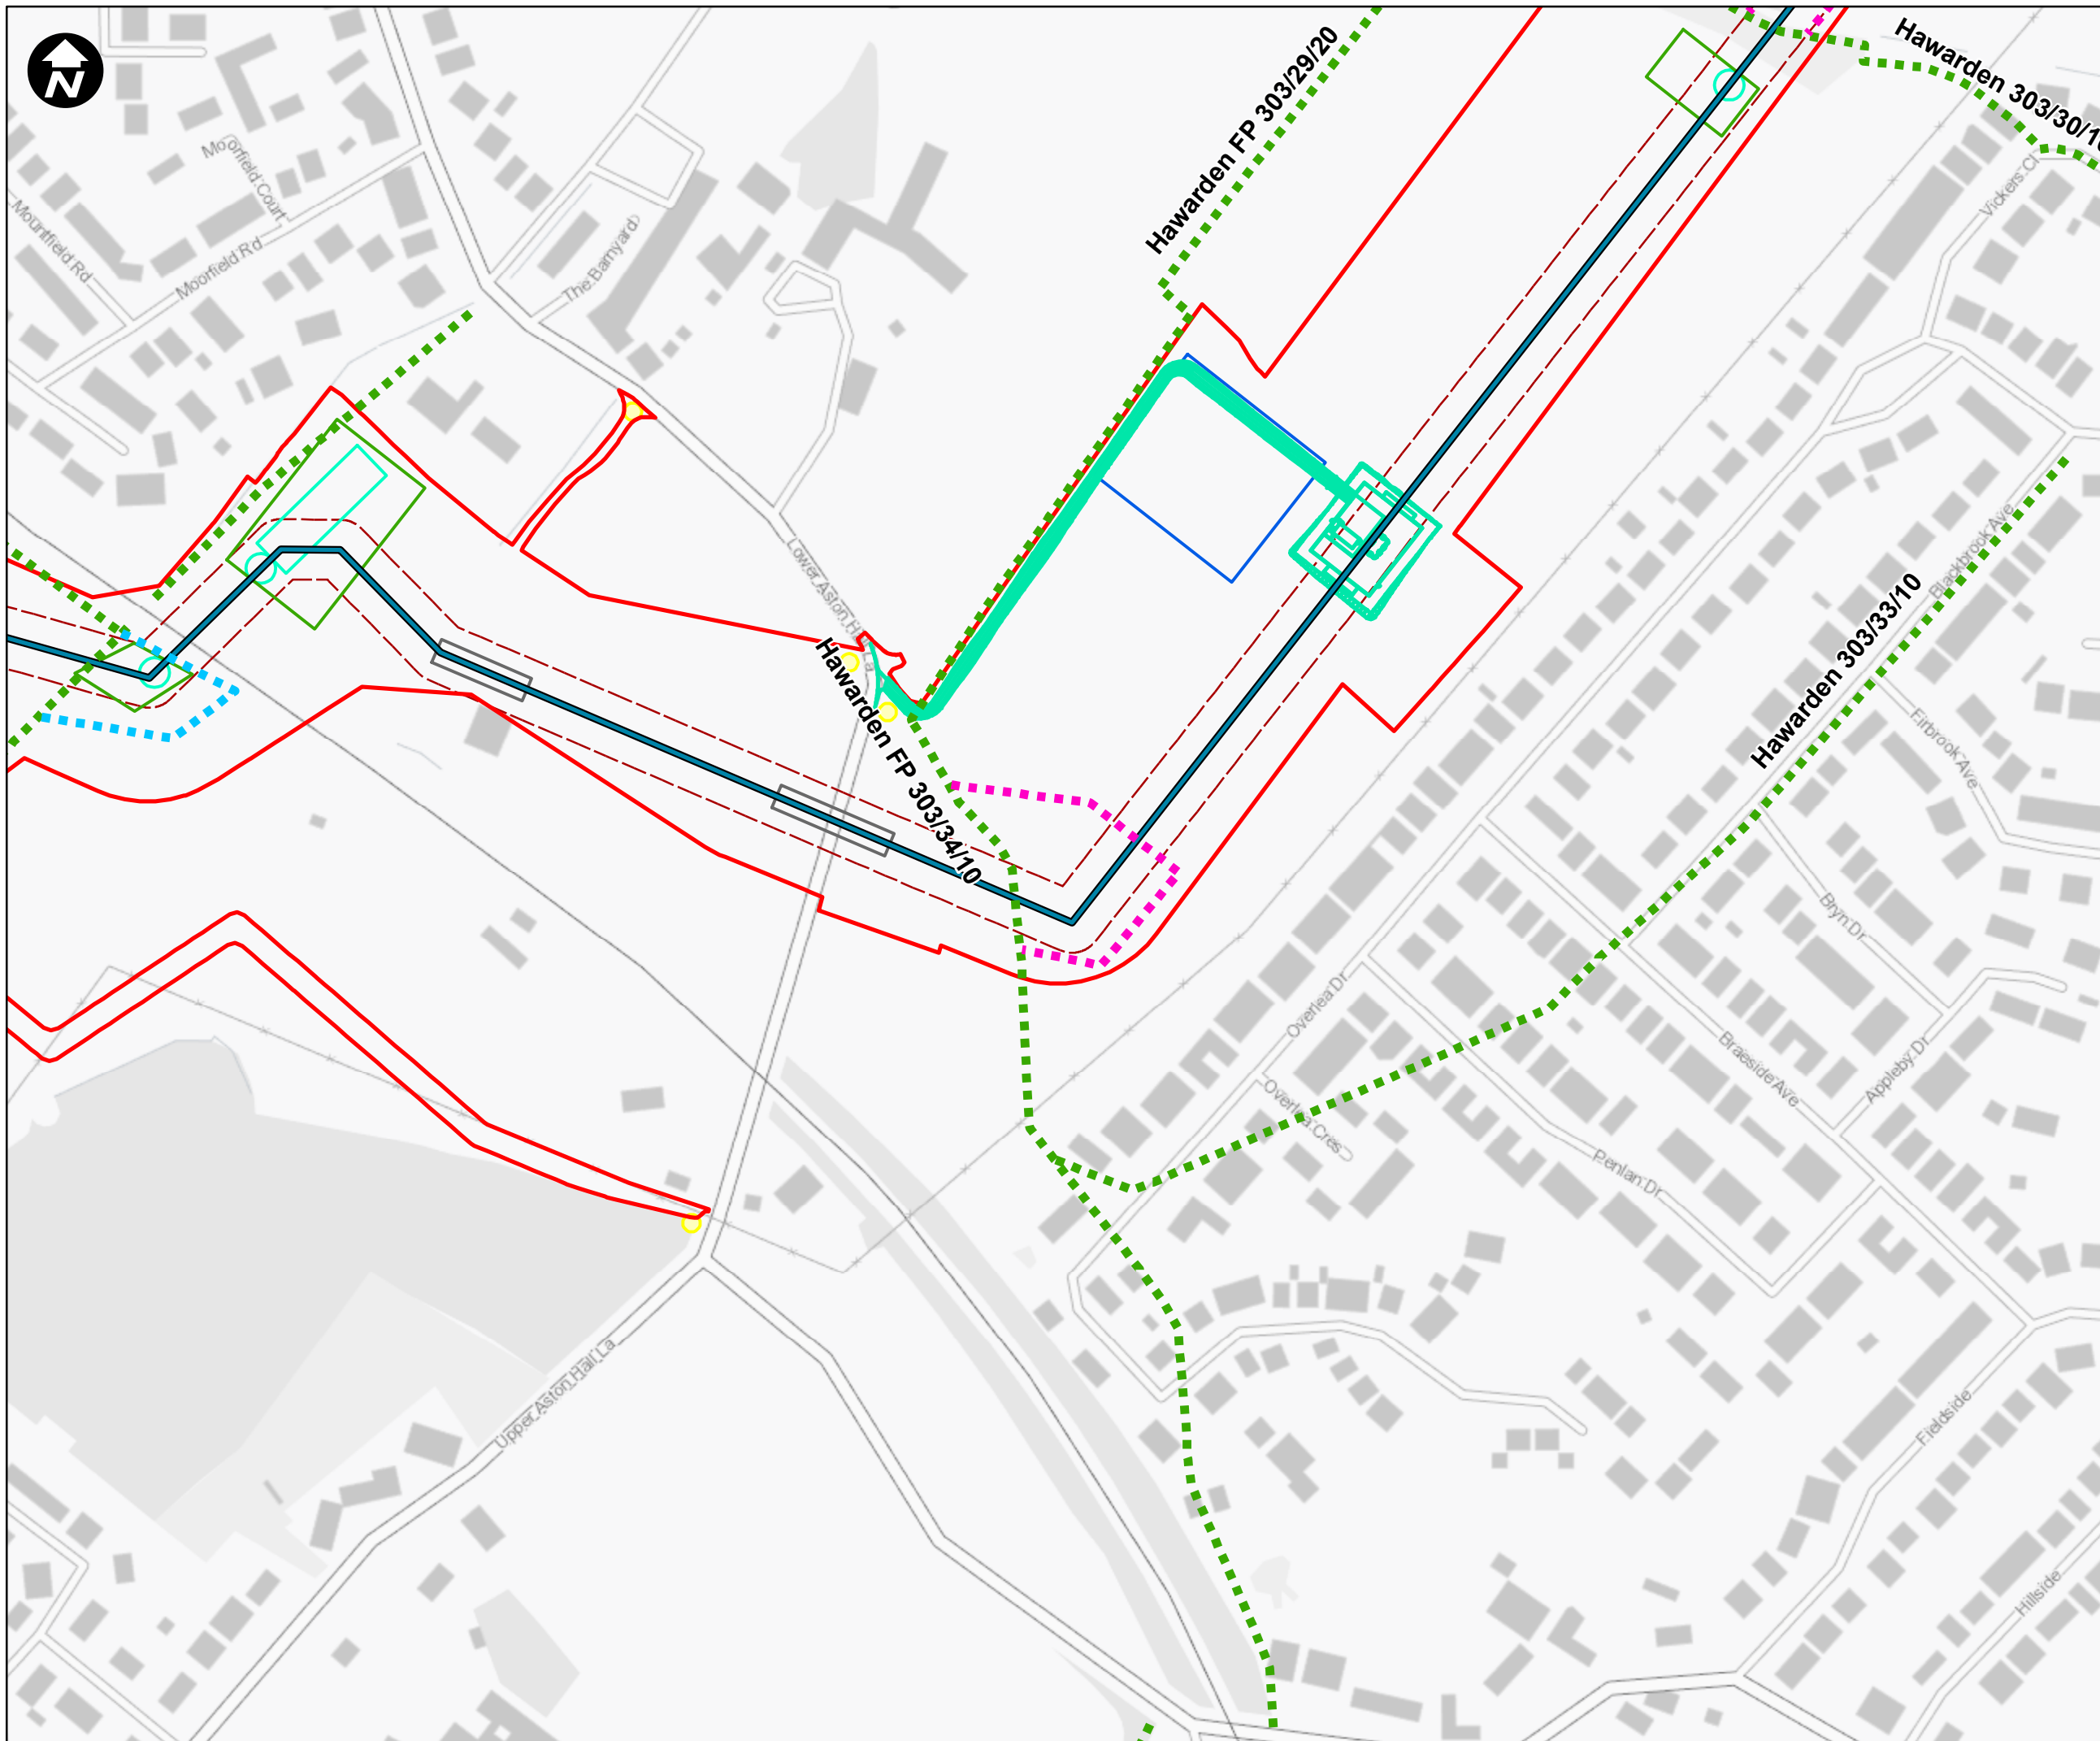 N
Hawarden FP 303/29/20
Hawarden 303/30/1
Moorfield Court
Mountfield Rd
Moorfield Rd
The Barnyard
Vickers Cl
Lower Aston Hall La
Hawarden FP 303/34/10
Blackbrook Ave
Hawarden 303/33/10
Firbrook Ave
Bryn Dr
Overlea Dr
Overlea Cres
Braeside Ave
Appleby Dr
Penlan Dr
Upper Aston Hall La
Fieldside
Hillside